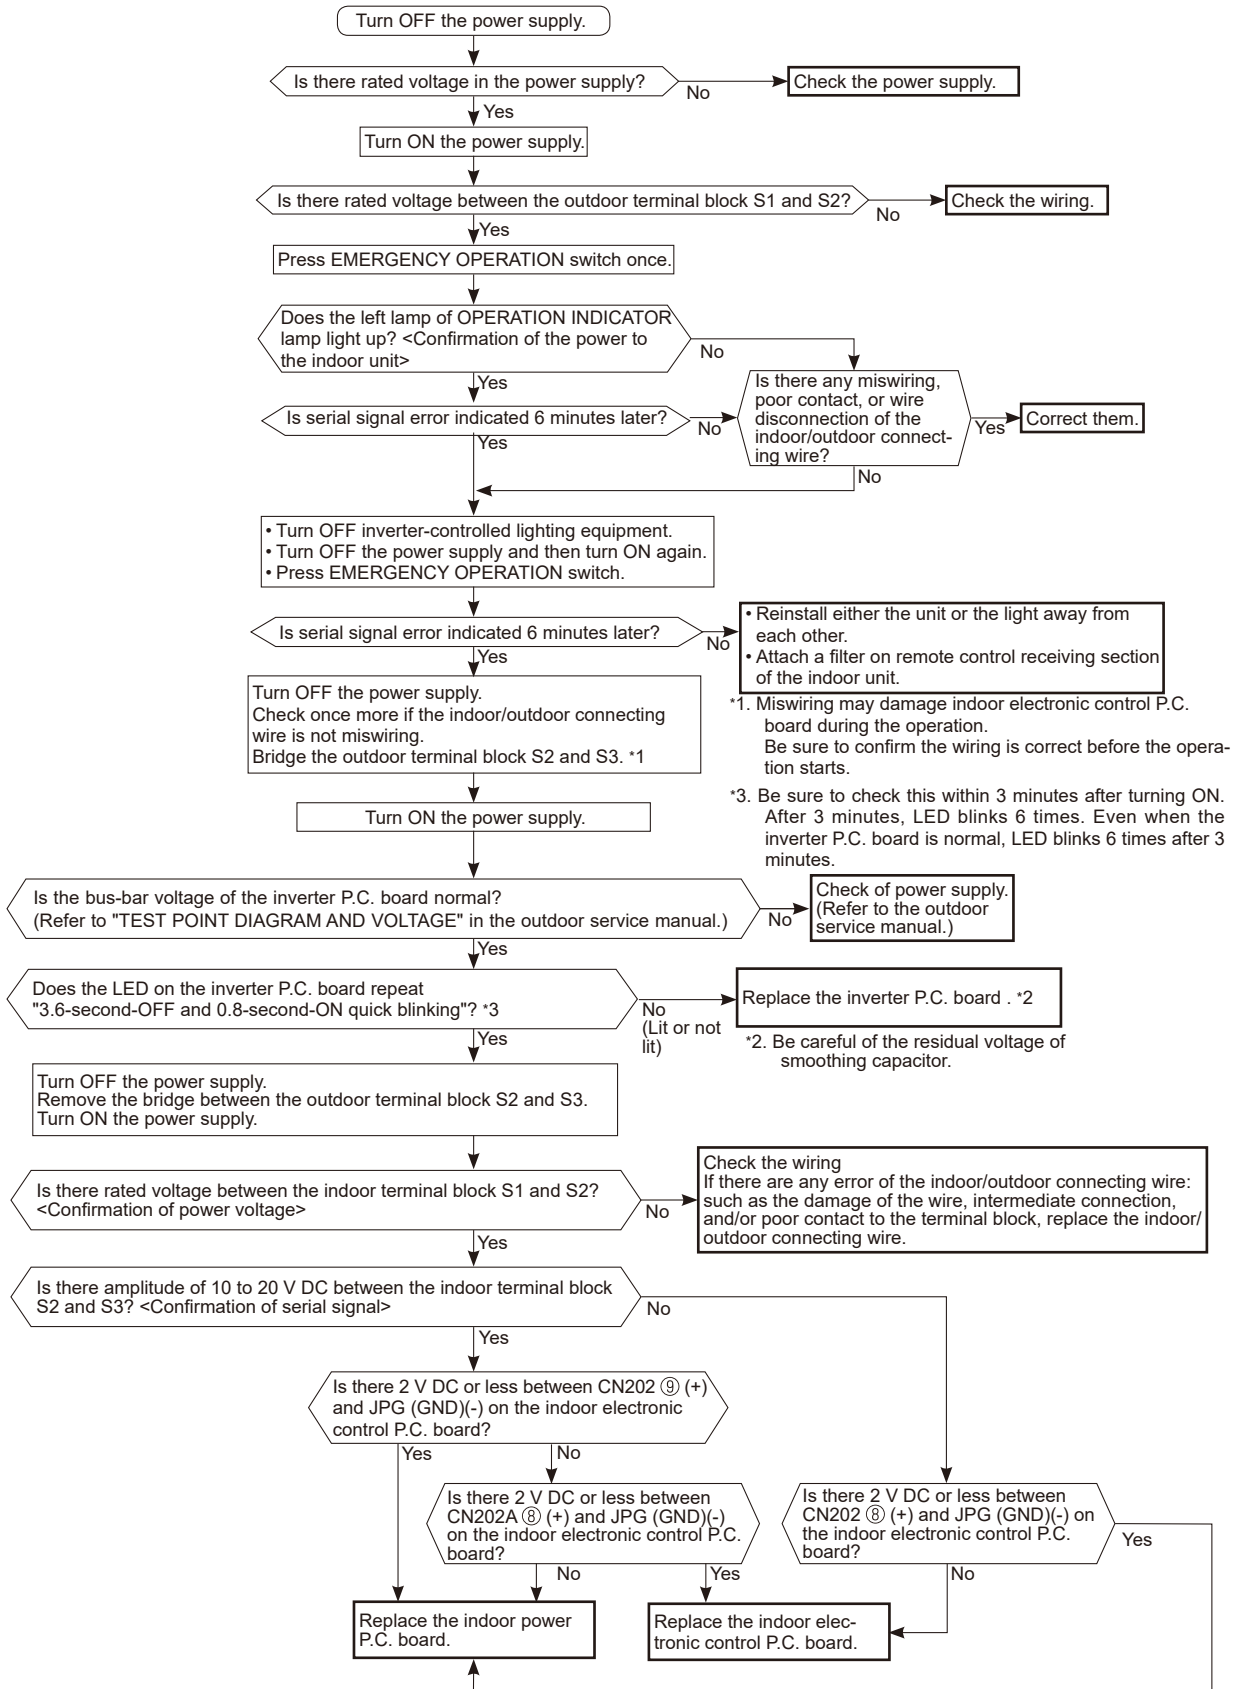 Turn OFF the power supply.
Is there rated voltage in the power supply?
No
Check the power supply.
Yes
Turn ON the power supply.
Is there rated voltage between the outdoor terminal block S1 and S2?
No
Check the wiring.
Yes
Press EMERGENCY OPERATION switch once.
Does the left lamp of OPERATION INDICATOR
lamp light up? <Confirmation of the power to
the indoor unit>
No
Yes
Is there any miswiring,
poor contact, or wire
disconnection of the
indoor/outdoor connect-
ing wire?
Yes
Correct them.
No
Is serial signal error indicated 6 minutes later?
No
Yes
• Turn OFF inverter-controlled lighting equipment.
• Turn OFF the power supply and then turn ON again.
• Press EMERGENCY OPERATION switch.
Is serial signal error indicated 6 minutes later?
No
• Reinstall either the unit or the light away from
each other.
• Attach a filter on remote control receiving section
of the indoor unit.
Yes
Turn OFF the power supply.
Check once more if the indoor/outdoor connecting
wire is not miswiring.
Bridge the outdoor terminal block S2 and S3. *1
*1. Miswiring may damage indoor electronic control P.C.
board during the operation.
Be sure to confirm the wiring is correct before the opera-
tion starts.
*3. Be sure to check this within 3 minutes after turning ON.
After 3 minutes, LED blinks 6 times. Even when the
inverter P.C. board is normal, LED blinks 6 times after 3
minutes.
Turn ON the power supply.
Is the bus-bar voltage of the inverter P.C. board normal?
(Refer to "TEST POINT DIAGRAM AND VOLTAGE" in the outdoor service manual.)
No
Check of power supply.
(Refer to the outdoor
service manual.)
Yes
Does the LED on the inverter P.C. board repeat
"3.6-second-OFF and 0.8-second-ON quick blinking"? *3
No
(Lit or not
lit)
Replace the inverter P.C. board . *2
*2. Be careful of the residual voltage of
smoothing capacitor.
Yes
Turn OFF the power supply.
Remove the bridge between the outdoor terminal block S2 and S3.
Turn ON the power supply.
Is there rated voltage between the indoor terminal block S1 and S2?
<Confirmation of power voltage>
No
Check the wiring
If there are any error of the indoor/outdoor connecting wire:
such as the damage of the wire, intermediate connection,
and/or poor contact to the terminal block, replace the indoor/
outdoor connecting wire.
Yes
Is there amplitude of 10 to 20 V DC between the indoor terminal block
S2 and S3? <Confirmation of serial signal>
No
Yes
Is there 2 V DC or less between CN202 ⑨ (+)
and JPG (GND)(-) on the indoor electronic
control P.C. board?
Yes
No
Is there 2 V DC or less between
CN202A ⑧ (+) and JPG (GND)(-)
on the indoor electronic control P.C.
board?
No
Yes
Is there 2 V DC or less between
CN202 ⑧ (+) and JPG (GND)(-) on
the indoor electronic control P.C.
board?
Yes
No
Replace the indoor power
P.C. board.
Replace the indoor elec-
tronic control P.C. board.